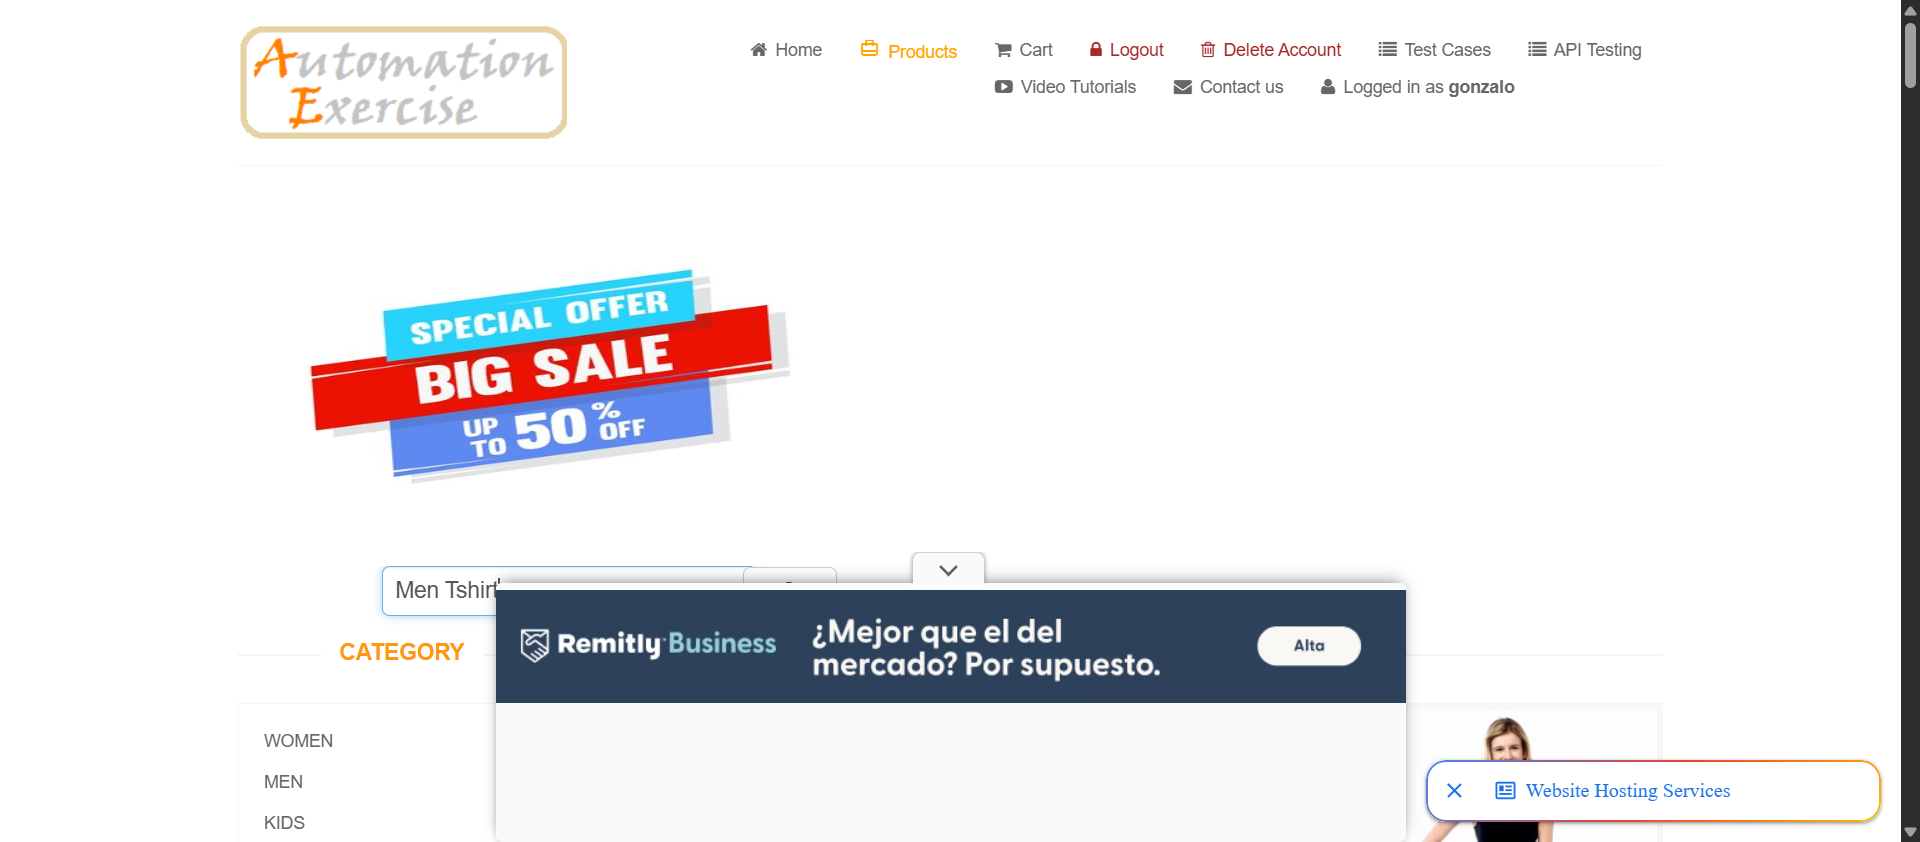 Automation
Exercise
Home
Products
Cart
Logout
Delete Account
Test Cases
API Testing
Video Tutorials
Contact us
Logged in as gonzalo
SPECIAL OFFER
BIG SALE
UP TO 50% OFF
Men Tshirt
CATEGORY
WOMEN
MEN
KIDS
Remitly Business
¿Mejor que el del
mercado? Por supuesto.
Alta
Website Hosting Services